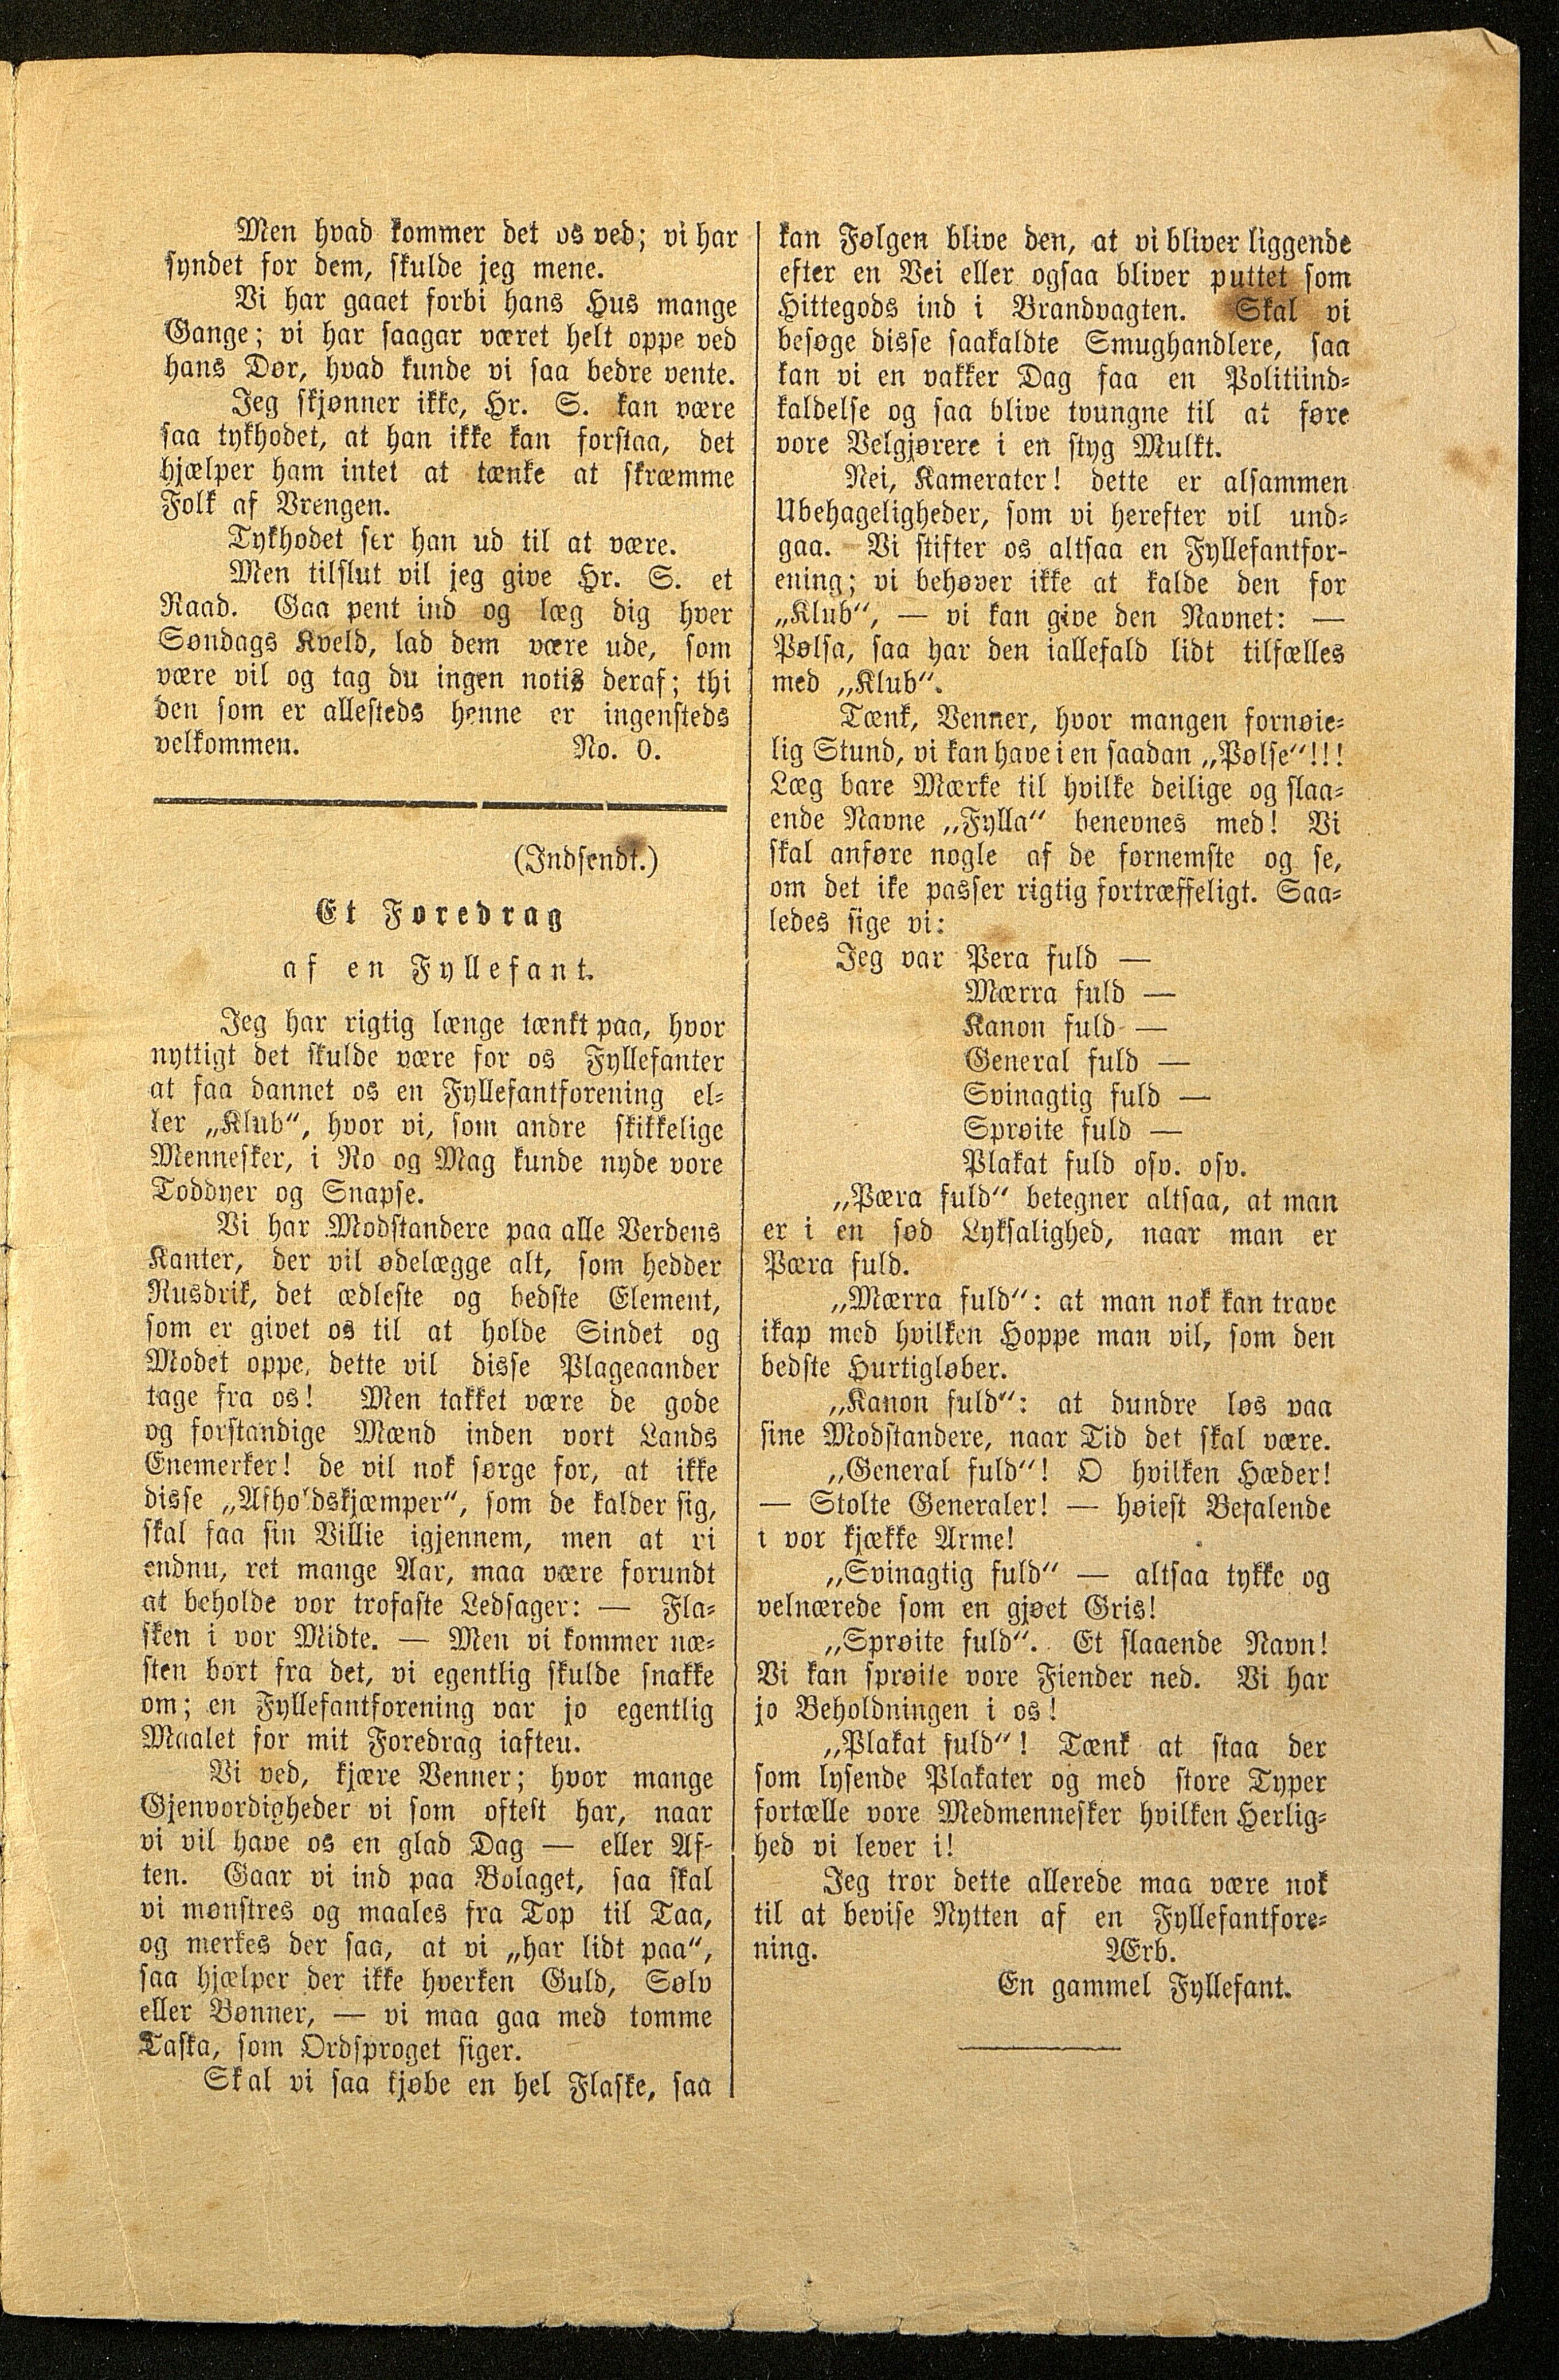 Men hvad kommer det os ved; vi har
syndet for dem, skulde jeg mene.
Vi har gaaet forbi hans Hus mange
Gange; vi har saagar været helt oppe ved
hans Dør, hvad kunde vi saa bedre vente.
Jeg skjønner ikke, Hr. S. kan være
saa tykhodet, at han ikke kan forstaa, det
hjælper ham intet at tænke at skræmme
Folk af Vrengen.
Tykhodet ser han ud til at være.
Men tilslut vil jeg give Hr. S. et
Raad. Gaa pent ind og læg dig hver
Søndags Kveld, lad dem være ude, som
være vil og tag du ingen notis deraf; thi
den som er allesteds henne er ingensteds
velkommen. No. 0.
(Indsendt.)
Et Foredrag
af en Fyllefant.
Jeg har rigtig længe tænkt paa, hvor
nyttigt det skulde være for os Fyllefanter
at faa dannet os en Fyllefantforening el-
ler „Klub“, hvor vi, som andre skikkelige
Mennesker, i Ro og Mag kunde nyde vore
Toddyer og Snapse.
Vi har Modstandere paa alle Verdens
Kanter, der vil ødelægge alt, som hedder
Rusdrik, det ædleste og bedste Element,
som er givet os til at holde Sindet og
Modet oppe, dette vil disse Plageaander
tage fra os! Men takket være de gode
og forstandige Mænd inden vort Lands
Enemerker! de vil nok sørge for, at ikke
disse „Afholdskjæmper“, som de kalder sig,
skal faa sin Villie igjennem, men at vi
endnu, ret mange Aar, maa være forundt
at beholde vor trofaste Ledsager: — Fla-
sken i vor Midte. — Men vi kommer næ-
sten bort fra det, vi egentlig skulde snakke
om; en Fyllefantforening var jo egentlig
Maalet for mit Foredrag iaften.
Vi ved, kjære Venner; hvor mange
Gjenvordigheder vi som oftest har, naar
vi vil have os en glad Dag — eller Af-
ten. Gaar vi ind paa Bolaget, saa skal
vi mønstres og maales fra Top til Taa,
og merkes der saa, at vi „har lidt paa“,
saa hjælper der ikke hverken Guld, Sølv
eller Bønner, — vi maa gaa med tomme
Taska, som Ordsproget siger.
Skal vi saa kjøbe en hel Flaske, saa
kan Følgen blive den, at vi bliver liggende
efter en Vei eller ogsaa bliver puttet som
Hittegods ind i Brandvagten. Skal vi
besøge disse saakaldte Smughandlere, saa
kan vi en vakker Dag faa en Politiind-
kaldelse og saa blive tvungne til at føre
vore Velgjørere i en styg Mulkt.
Nei, Kamerater! dette er alsammen
Ubehageligheder, som vi herefter vil und-
gaa. Vi stifter os altsaa en Fyllefantfor-
ening; vi behøver ikke at kalde den for
„Klub“, — vi kan give den Navnet: —
Pølsa, saa har den iallefald lidt tilfælles
med „Klub“.
Tænk, Venner, hvor mangen fornøie-
lig Stund, vi kan have i en saadan „Pølse“!!!
Læg bare Mærke til hvilke deilige og slaa-
ende Navne „Fylla“ benevnes med! Vi
skal anføre nogle af de fornemste og se,
om det ike passer rigtig fortræffeligt. Saa-
ledes sige vi:
Jeg var Pera fuld —
Mærra fuld —
Kanon fuld —
General fuld —
Svinagtig fuld —
Sprøite fuld —
Plakat fuld osv. osv.
„Pæra fuld“ betegner altsaa, at man
er i en sød Lyksalighed, naar man er
Pæra fuld.
„Mærra fuld“: at man nok kan trave
ikap med hvilken Hoppe man vil, som den
bedste Hurtigløber.
„Kanon fuld“: at dundre løs paa
sine Modstandere, naar Tid det skal være.
„General fuld“! O hvilken Hæder!
— Stolte Generaler! — høiest Befalende
i vor kjække Arme!
„Svinagtig fuld“ — altsaa tykke og
velnærede som en gjøet Gris!
„Sprøite fuld“. Et slaaende Navn!
Vi kan sprøite vore Fiender ned. Vi har
jo Beholdningen i os!
„Plakat fuld“! Tænk at staa der
som lysende Plakater og med store Typer
fortælle vore Medmennesker hvilken Herlig-
hed vi lever i!
Jeg tror dette allerede maa være nok
til at bevise Nytten af en Fyllefantfore-
ning. Ærb.
En gammel Fyllefant.